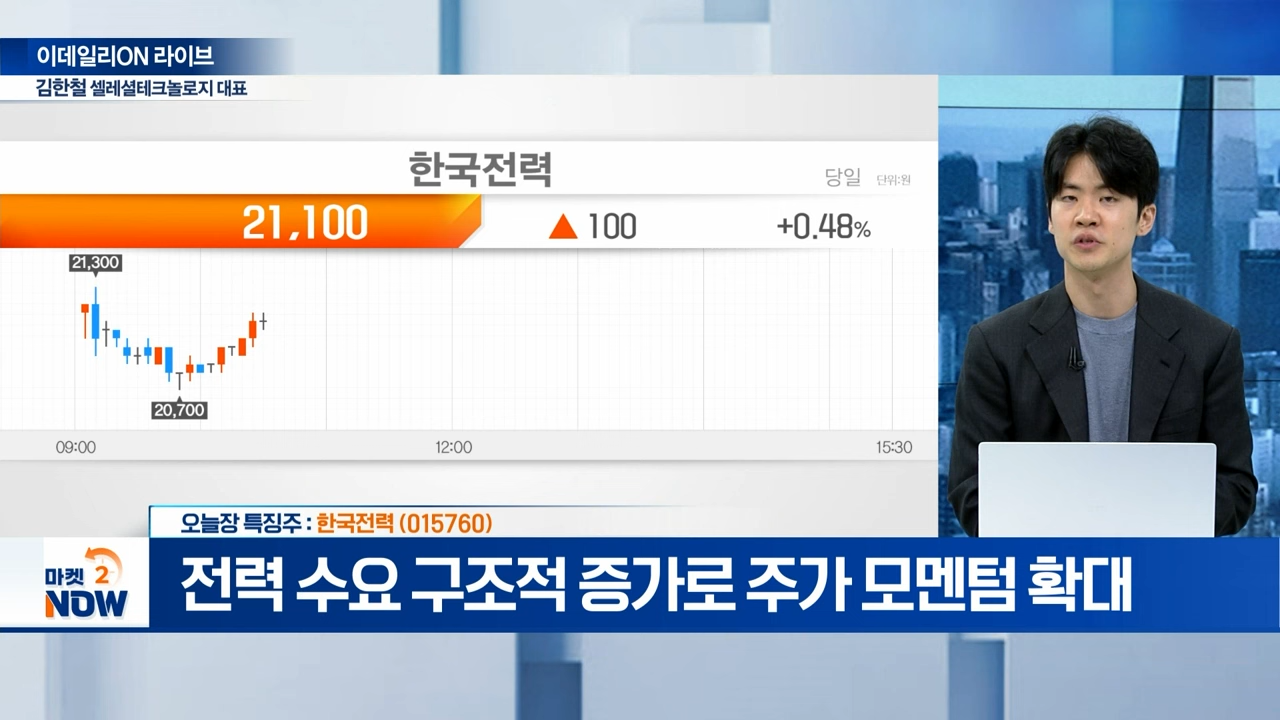 이데일리ON 라이브
김한철 셀레셜테크놀로지 대표
한국전력
당일 단위:원
21,100 ▲ 100 +0.48%
21,300
20,700
09:00 12:00 15:30
오늘장 특징주 : 한국전력 (015760)
마켓 2
NOW
전력 수요 구조적 증가로 주가 모멘텀 확대